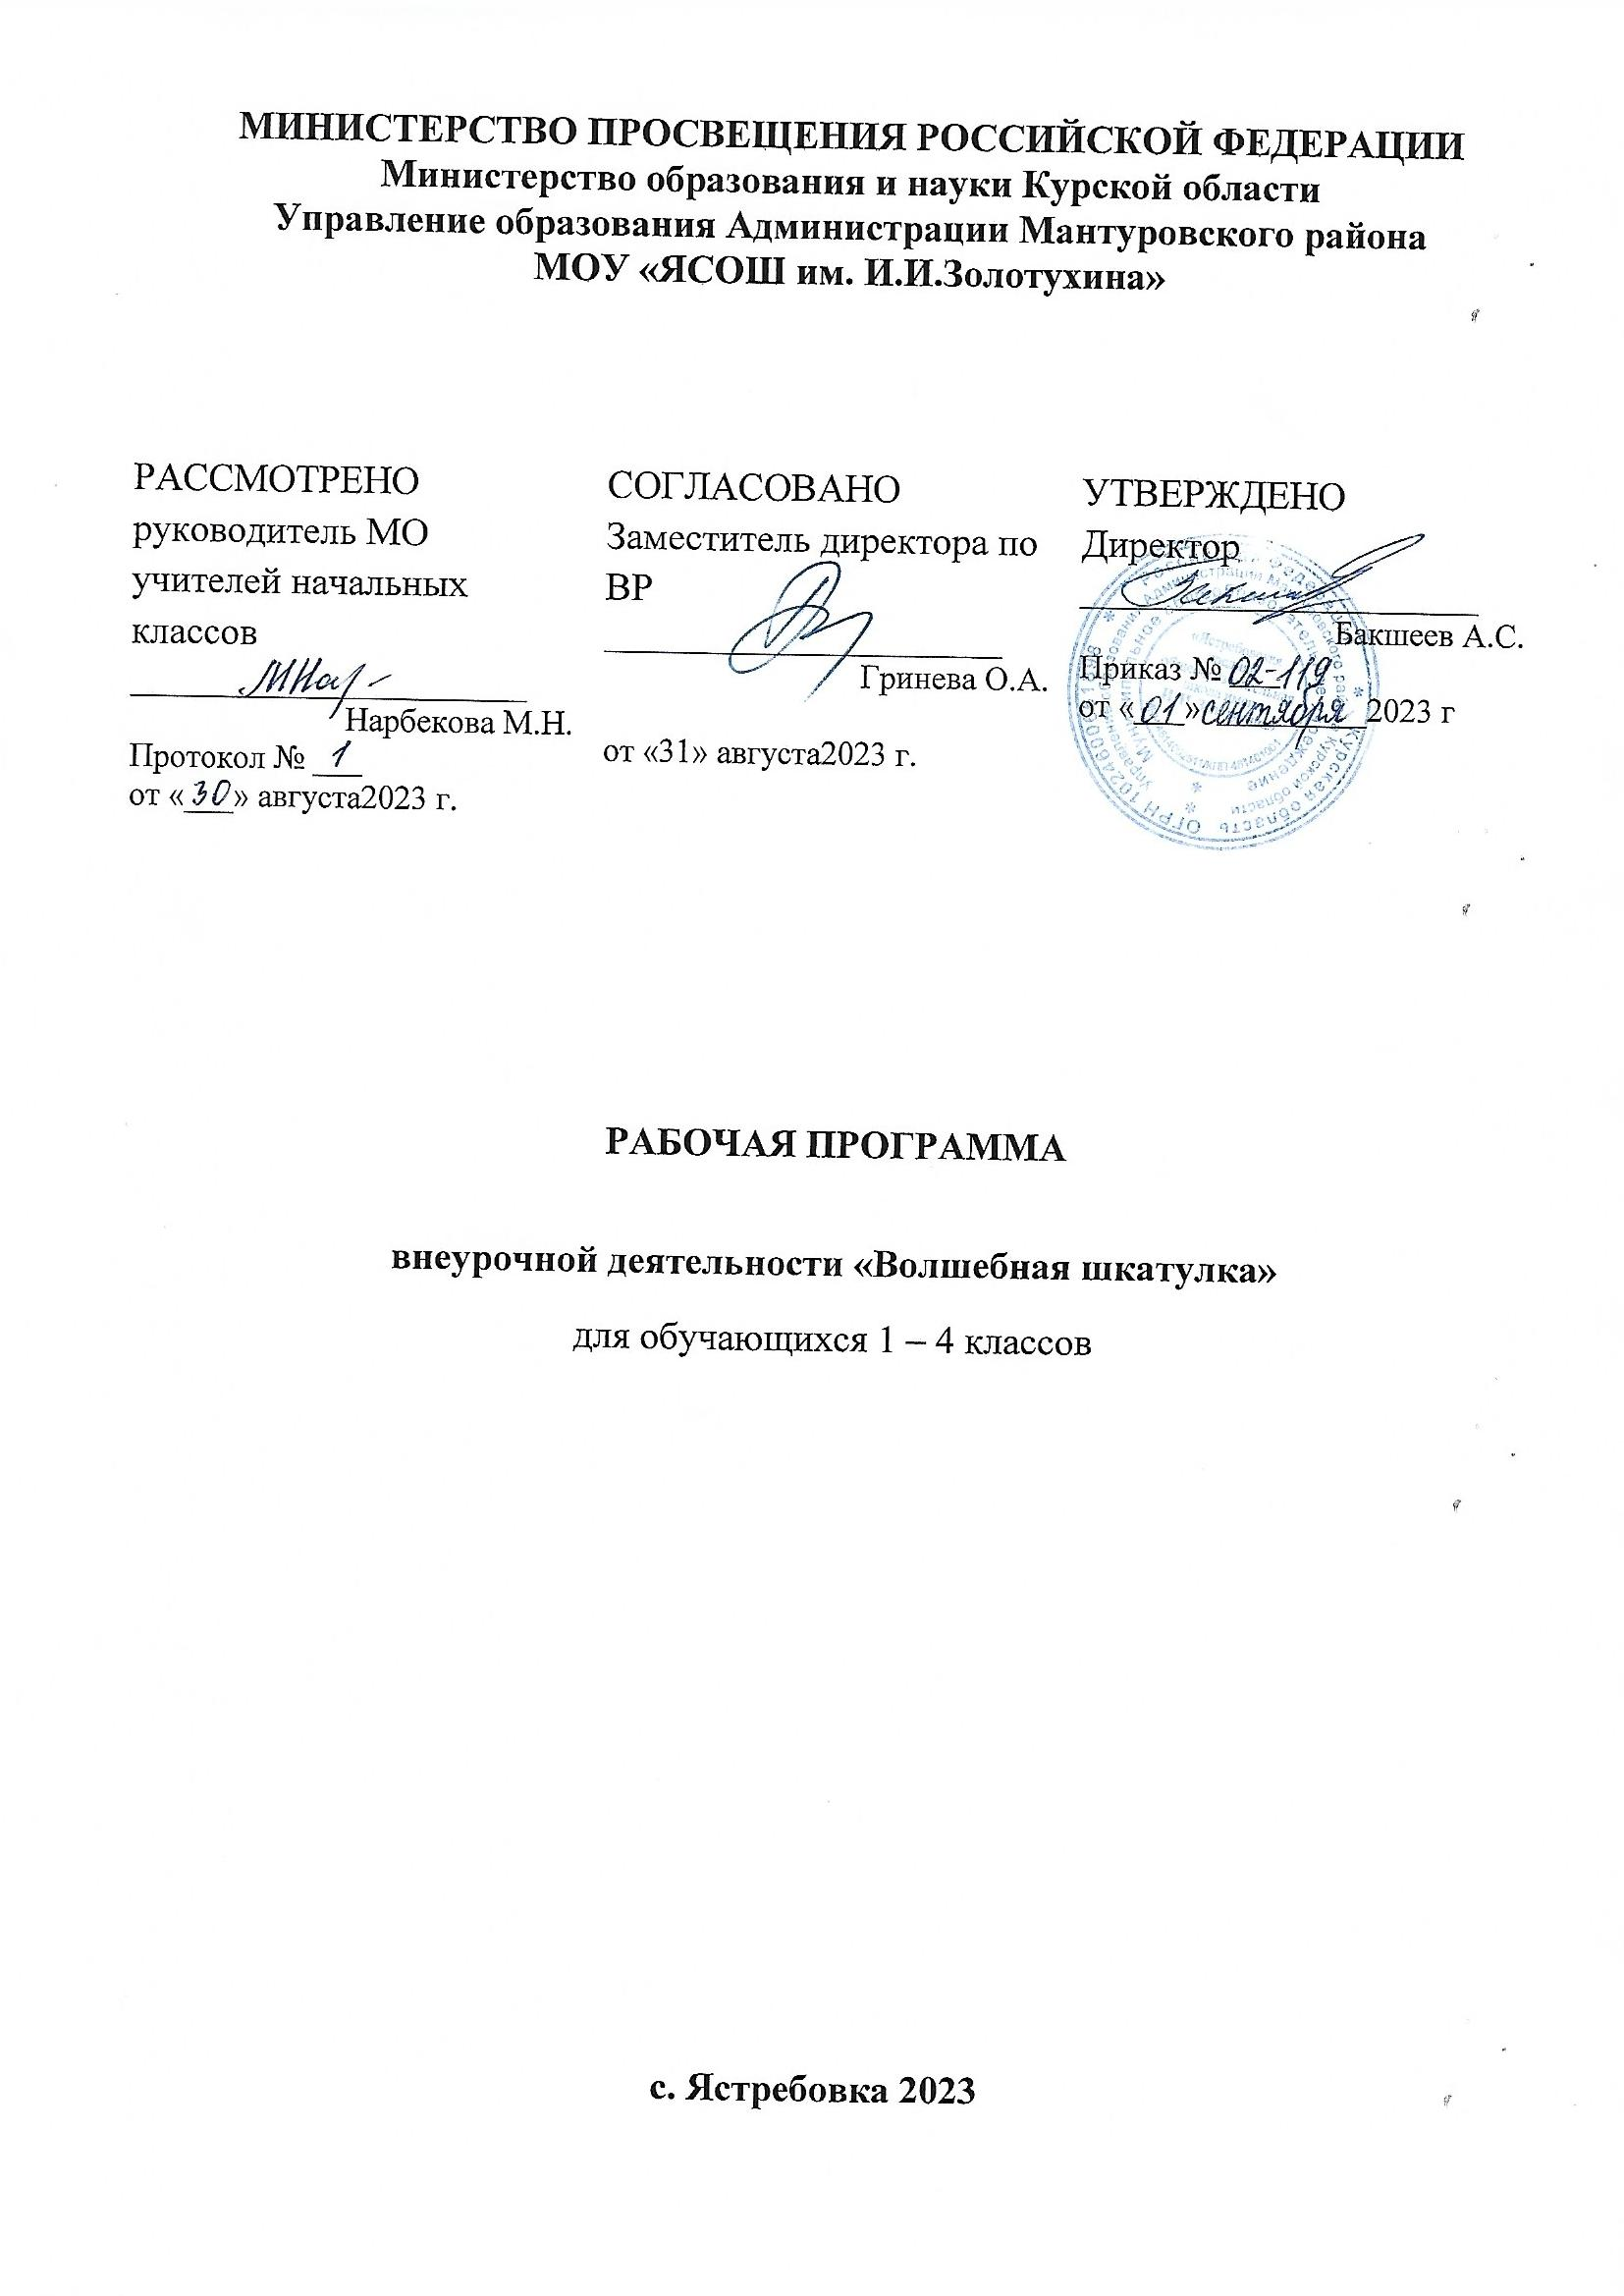 МИНИСТЕРСТВО ПРОСВЕЩЕНИЯ РОССИЙСКОЙ ФЕДЕРАЦИИ
Министерство образования и науки Курской области
Управление образования Администрации Мантуровского района
МОУ «ЯСОШ им. И.И.Золотухина»
РАССМОТРЕНО
руководитель МО
учителей начальных
классов
Нарбекова М.Н.
Протокол № 1
от «30» августа2023 г.
СОГЛАСОВАНО
Заместитель директора по
ВР
Гринева О.А.
от «31» августа2023 г.
УТВЕРЖДЕНО
Директор
Бакшеев А.С.
Приказ № 02-119
от «01» сентября 2023 г
РАБОЧАЯ ПРОГРАММА
внеурочной деятельности «Волшебная шкатулка»
для обучающихся 1 – 4 классов
с. Ястребовка 2023